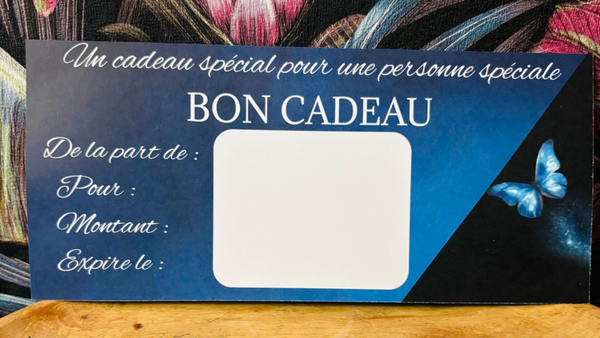 Un cadeau spécial pour une personne spéciale
BON CADEAU
De la part de :
Pour :
Montant :
Expire le :